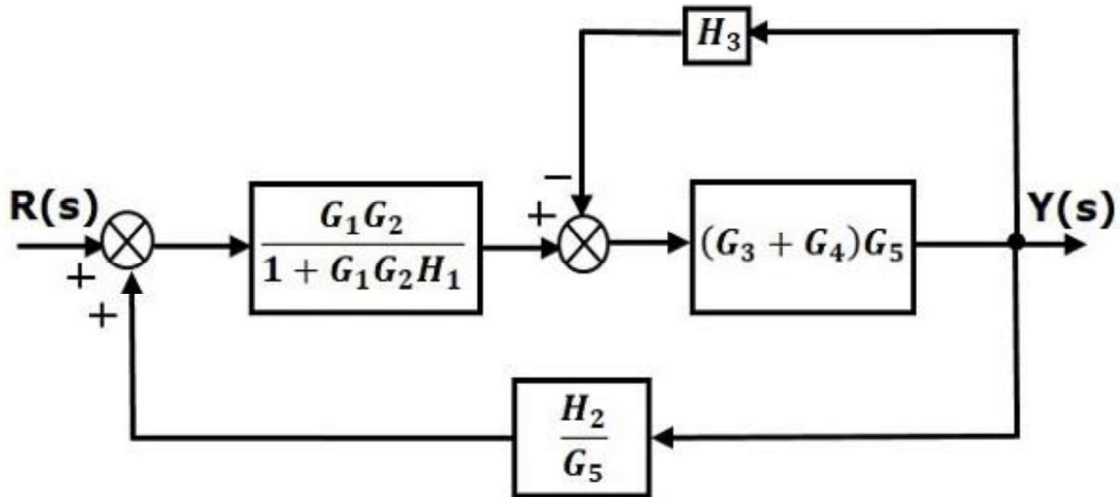 H₃
−
R(s)
+
Y(s)
G₁G₂
1 + G₁G₂H₁
(G₃ + G₄)G₅
+
+
H₂
G₅